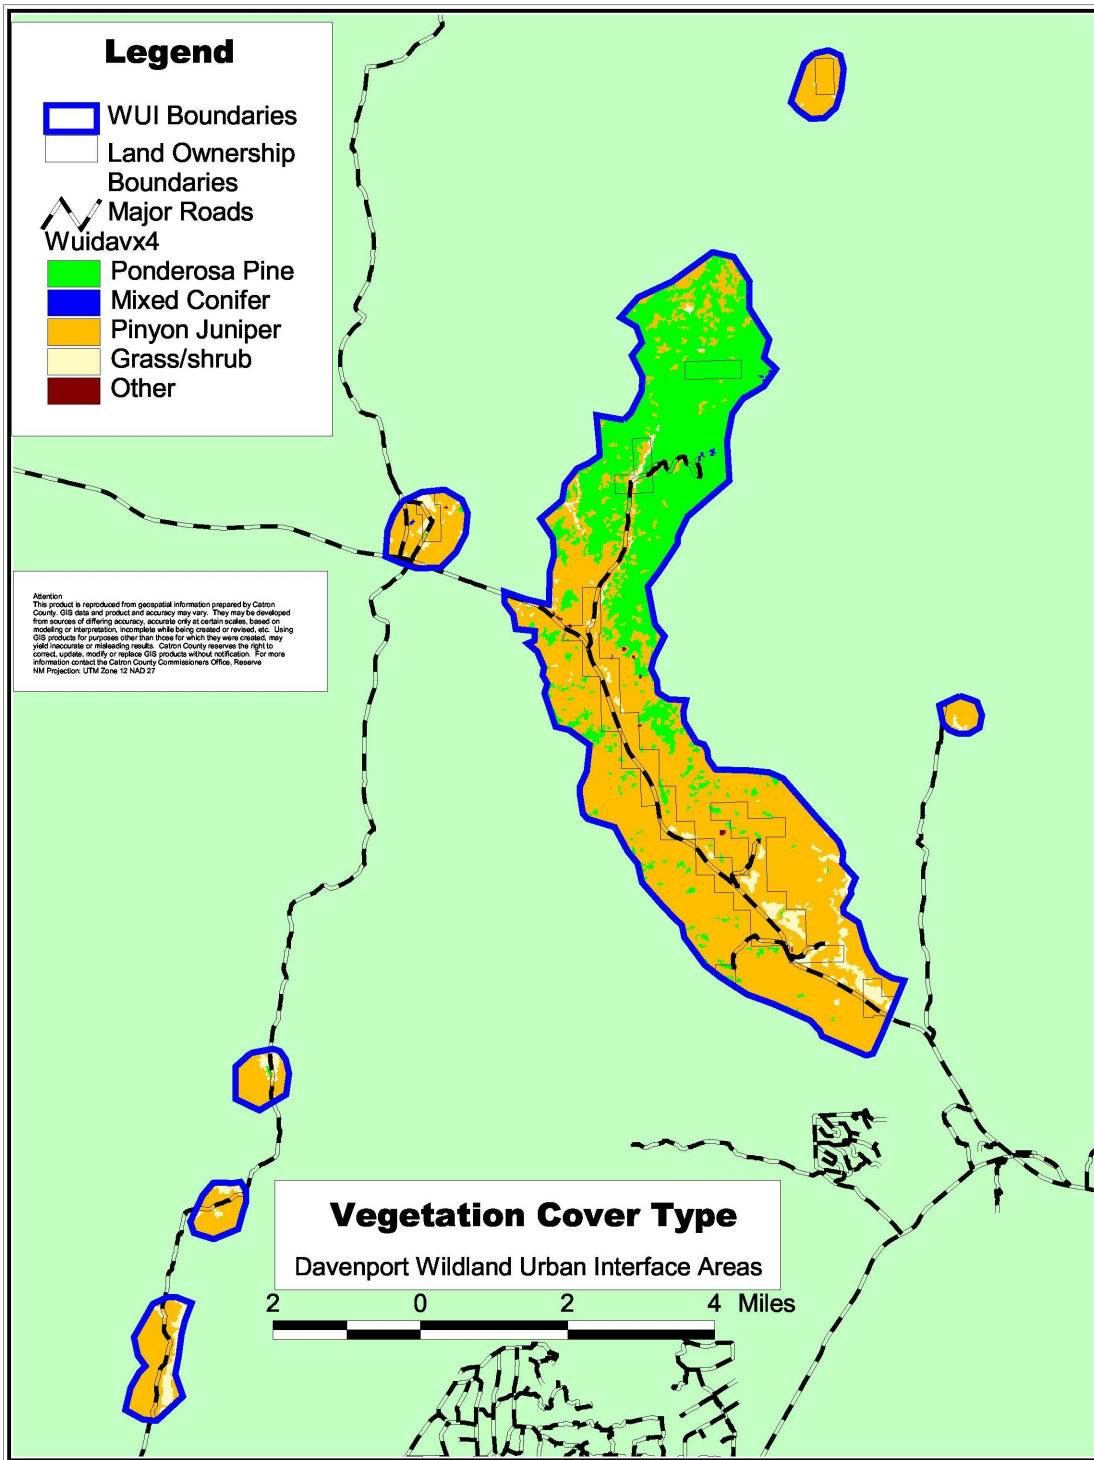 Legend
WUI Boundaries
Land Ownership
Boundaries
Major Roads
Wuidavx4
Ponderosa Pine
Mixed Conifer
Pinyon Juniper
Grass/shrub
Other
Attention
This product is reproduced from geospatial information prepared by Catron
County. GIS data and product and accuracy may vary. They may be developed
from sources of differing accuracy, accurate only at certain scales, based on
modeling or interpretation, incomplete while being created or revised, etc. Using
GIS products for purposes other than those for which they were created, may
yield inaccurate or misleading results. Catron County reserves the right to
correct, update, modify or replace GIS products without notification. For more
information contact the Catron County Commissioners Office, Reserve
NM Projection: UTM Zone 12 NAD 27
Vegetation Cover Type
Davenport Wildland Urban Interface Areas
2 0 2 4 Miles